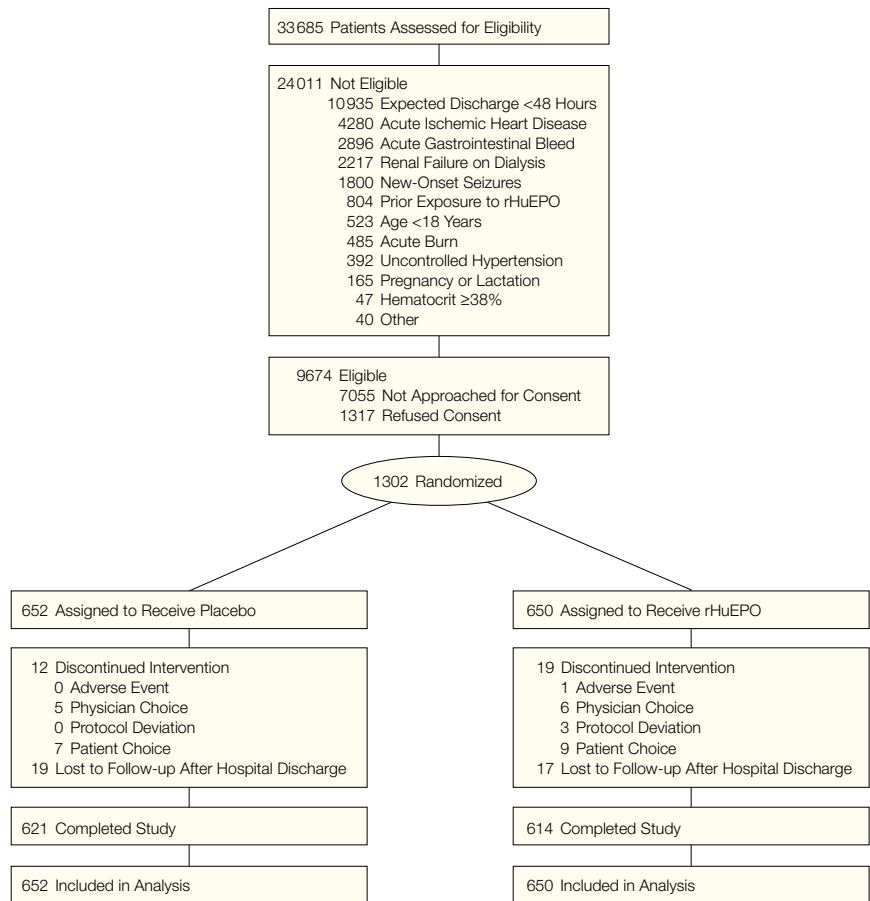 33685 Patients Assessed for Eligibility
24011 Not Eligible
10935 Expected Discharge <48 Hours
4280 Acute Ischemic Heart Disease
2896 Acute Gastrointestinal Bleed
2217 Renal Failure on Dialysis
1800 New-Onset Seizures
804 Prior Exposure to rHuEPO
523 Age <18 Years
485 Acute Burn
392 Uncontrolled Hypertension
165 Pregnancy or Lactation
47 Hematocrit ≥38%
40 Other
9674 Eligible
7055 Not Approached for Consent
1317 Refused Consent
1302 Randomized
652 Assigned to Receive Placebo
12 Discontinued Intervention
0 Adverse Event
5 Physician Choice
0 Protocol Deviation
7 Patient Choice
19 Lost to Follow-up After Hospital Discharge
621 Completed Study
652 Included in Analysis
650 Assigned to Receive rHuEPO
19 Discontinued Intervention
1 Adverse Event
6 Physician Choice
3 Protocol Deviation
9 Patient Choice
17 Lost to Follow-up After Hospital Discharge
614 Completed Study
650 Included in Analysis